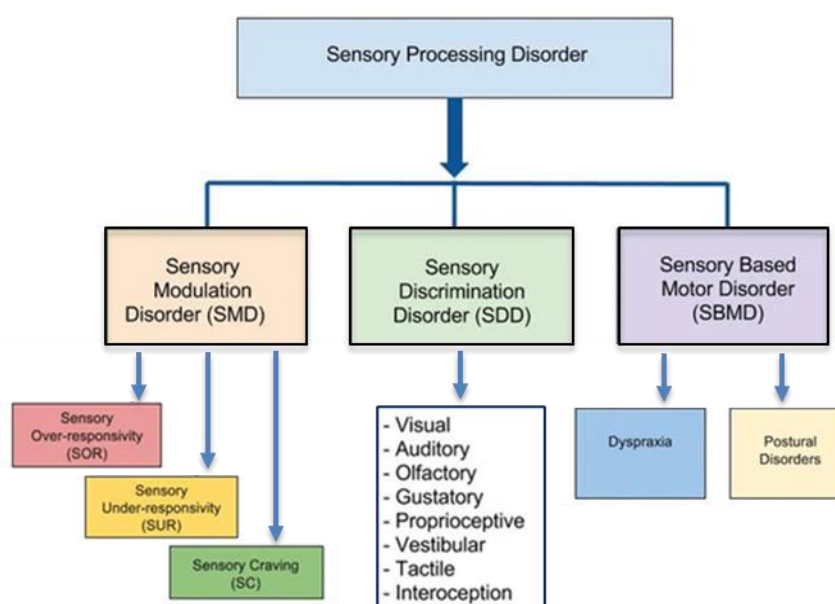 Sensory Processing Disorder
Sensory
Modulation
Disorder (SMD)
Sensory
Discrimination
Disorder (SDD)
Sensory Based
Motor Disorder
(SBMD)
Sensory
Over-responsivity
(SOR)
Sensory
Under-responsivity
(SUR)
Sensory Craving
(SC)
- Visual
- Auditory
- Olfactory
- Gustatory
- Proprioceptive
- Vestibular
- Tactile
- Interoception
Dyspraxia
Postural
Disorders